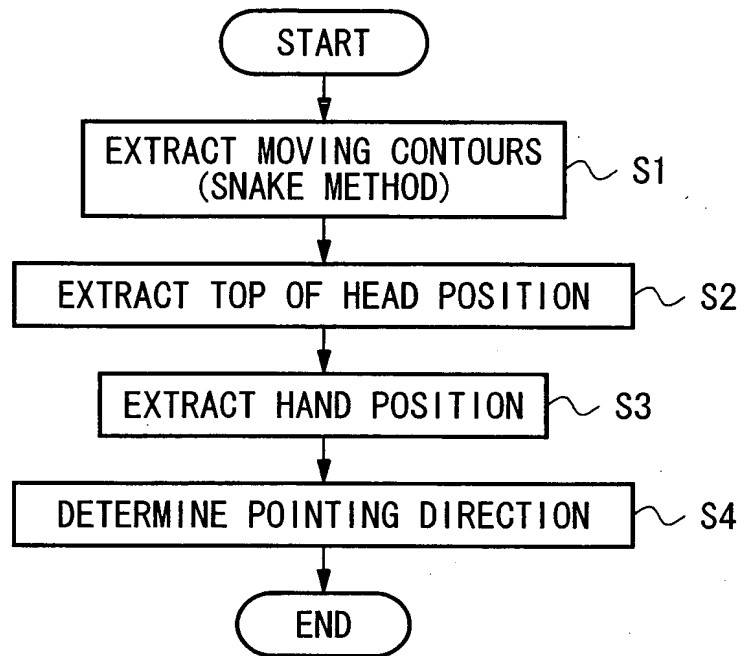 START
EXTRACT MOVING CONTOURS
(SNAKE METHOD)
S1
EXTRACT TOP OF HEAD POSITION
S2
EXTRACT HAND POSITION
S3
DETERMINE POINTING DIRECTION
S4
END